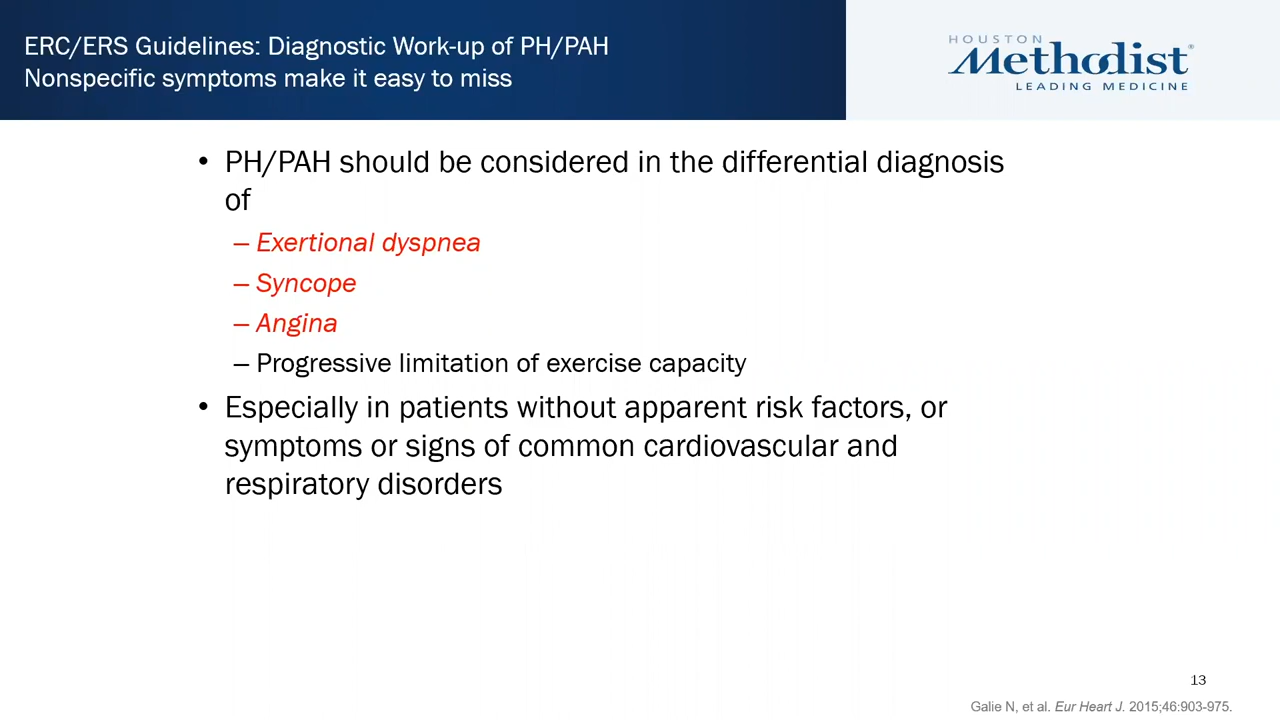 ERC/ERS Guidelines: Diagnostic Work-up of PH/PAH
Nonspecific symptoms make it easy to miss
HOUSTON
Methodist®
LEADING MEDICINE
• PH/PAH should be considered in the differential diagnosis
of
– Exertional dyspnea
– Syncope
– Angina
– Progressive limitation of exercise capacity
• Especially in patients without apparent risk factors, or
symptoms or signs of common cardiovascular and
respiratory disorders
13
Galie N, et al. Eur Heart J. 2015;46:903-975.